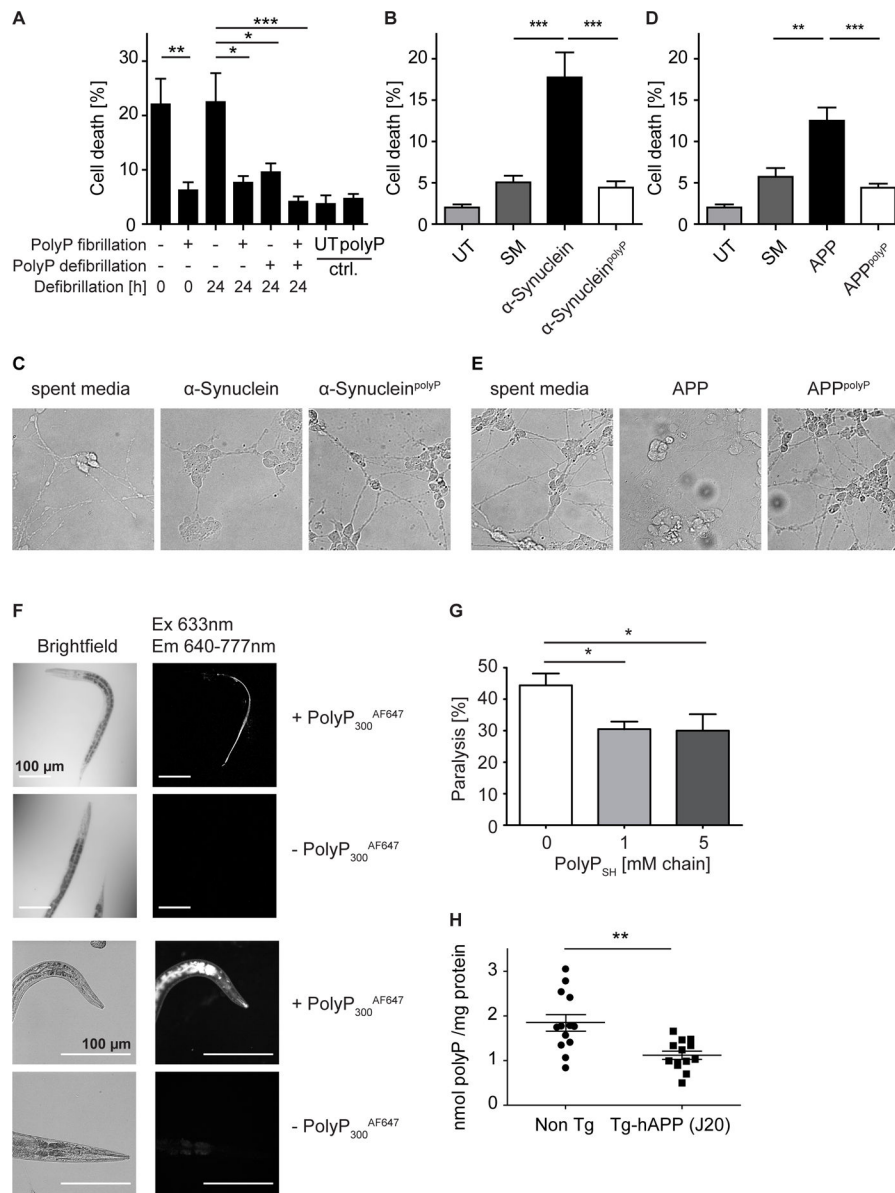 A
Cell death [%]
30
20
10
0
**
*
*
***
PolyP fibrillation - + - + - + UT polyP
PolyP defibrillation - - - - + + ctrl.
Defibrillation [h] 0 0 24 24 24 24
B
Cell death [%]
20
15
10
5
0
*** ***
UT SM α-Synuclein α-Synuclein^polyP
D
Cell death [%]
20
15
10
5
0
** ***
UT SM APP APP^polyP
C
spent media α-Synuclein α-Synuclein^polyP
E
spent media APP APP^polyP
F
Brightfield
Ex 633nm
Em 640-777nm
100 µm
+ PolyP300^AF647
- PolyP300^AF647
100 µm
+ PolyP300^AF647
- PolyP300^AF647
G
Paralysis [%]
50
40
30
20
10
0
*
*
0 1 5
PolyPSH [mM chain]
H
nmol polyP /mg protein
3
2
1
0
**
Non Tg Tg-hAPP (J20)